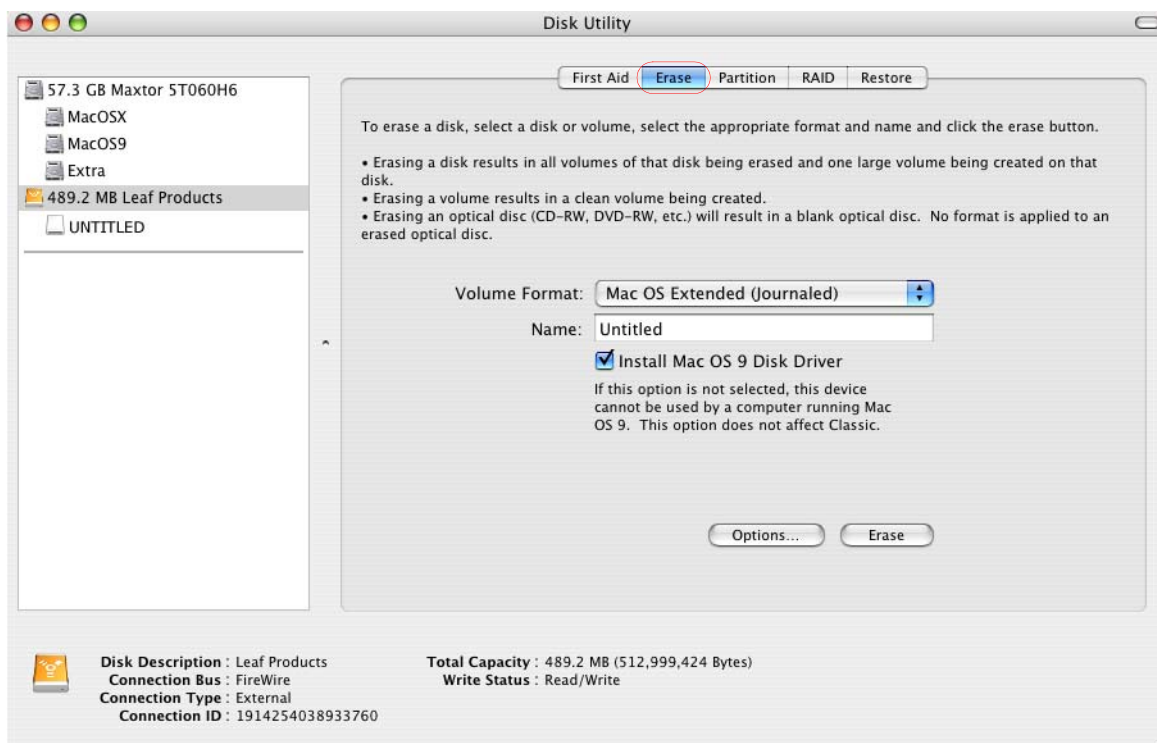 Disk Utility
57.3 GB Maxtor 5T060H6
MacOSX
MacOS9
Extra
489.2 MB Leaf Products
UNTITLED
First Aid Erase Partition RAID Restore
To erase a disk, select a disk or volume, select the appropriate format and name and click the erase button.
• Erasing a disk results in all volumes of that disk being erased and one large volume being created on that
disk.
• Erasing a volume results in a clean volume being created.
• Erasing an optical disc (CD-RW, DVD-RW, etc.) will result in a blank optical disc. No format is applied to an
erased optical disc.
Volume Format: Mac OS Extended (Journaled)
Name: Untitled
Install Mac OS 9 Disk Driver
If this option is not selected, this device
cannot be used by a computer running Mac
OS 9. This option does not affect Classic.
Options... Erase
Disk Description : Leaf Products
Connection Bus : FireWire
Connection Type : External
Connection ID : 1914254038933760
Total Capacity : 489.2 MB (512,999,424 Bytes)
Write Status : Read/Write